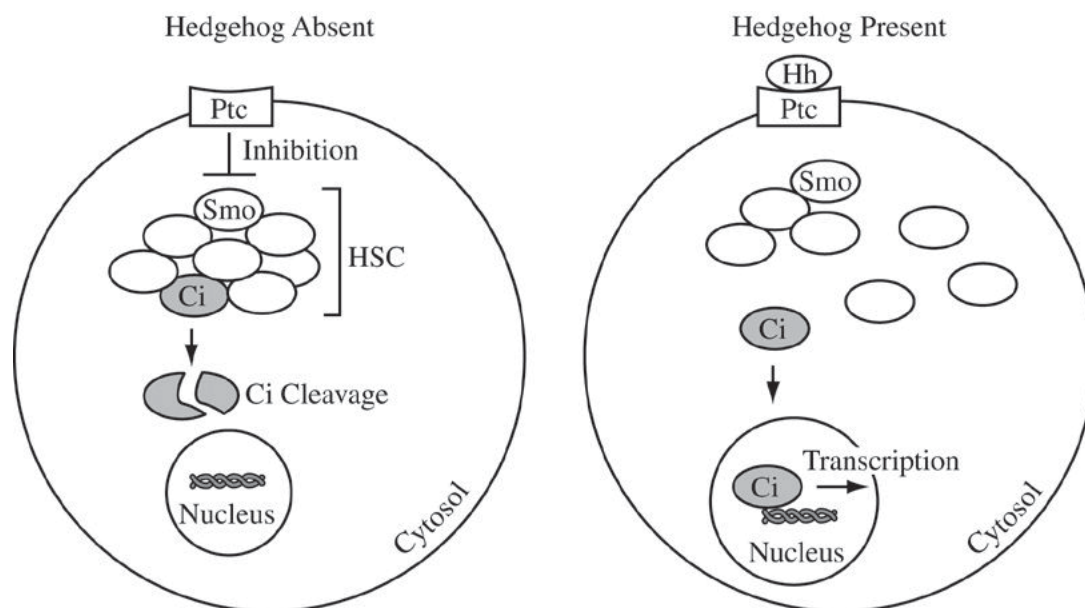 Hedgehog Absent
Ptc
Inhibition
Smo
HSC
Ci
Ci Cleavage
Nucleus
Cytosol
Hedgehog Present
Hh
Ptc
Smo
Ci
Transcription
Ci
Nucleus
Cytosol